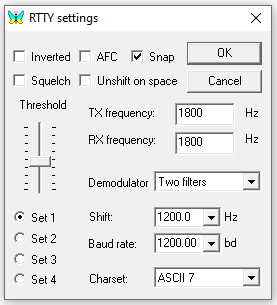 RTTY settings
Inverted AFC Snap OK
Squelch Unshift on space Cancel
Threshold
TX frequency: 1800 Hz
RX frequency: 1800 Hz
Demodulator Two filters
Set 1 Shift: 1200.0 Hz
Set 2 Baud rate: 1200.00 bd
Set 3
Set 4 Charset: ASCII 7